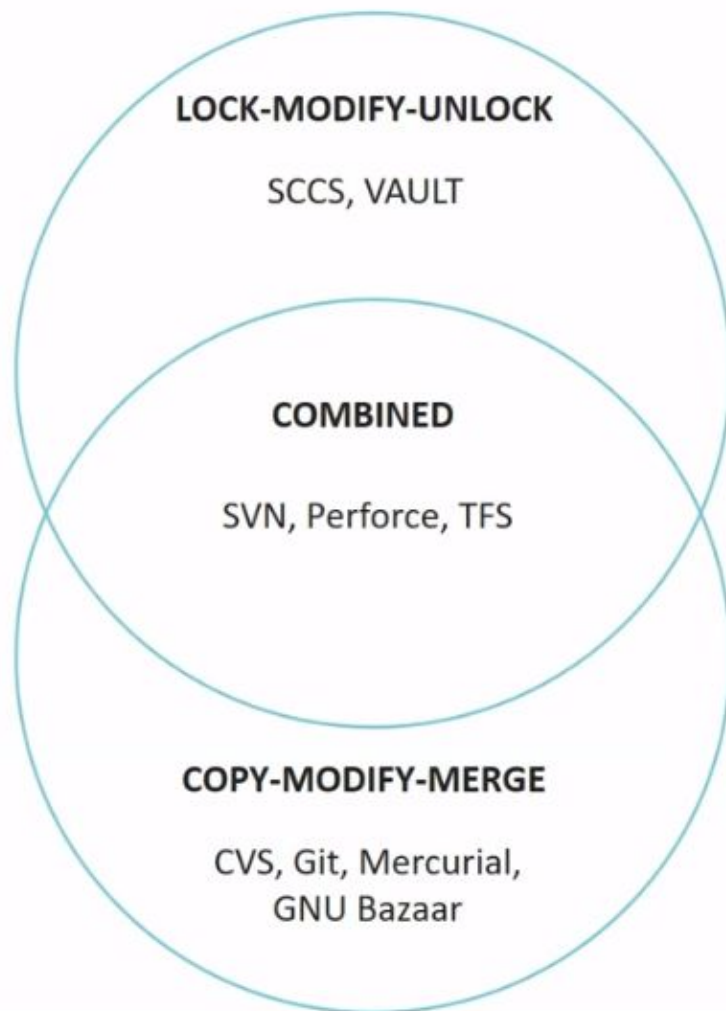 LOCK-MODIFY-UNLOCK
SCCS, VAULT
COMBINED
SVN, Perforce, TFS
COPY-MODIFY-MERGE
CVS, Git, Mercurial,
GNU Bazaar